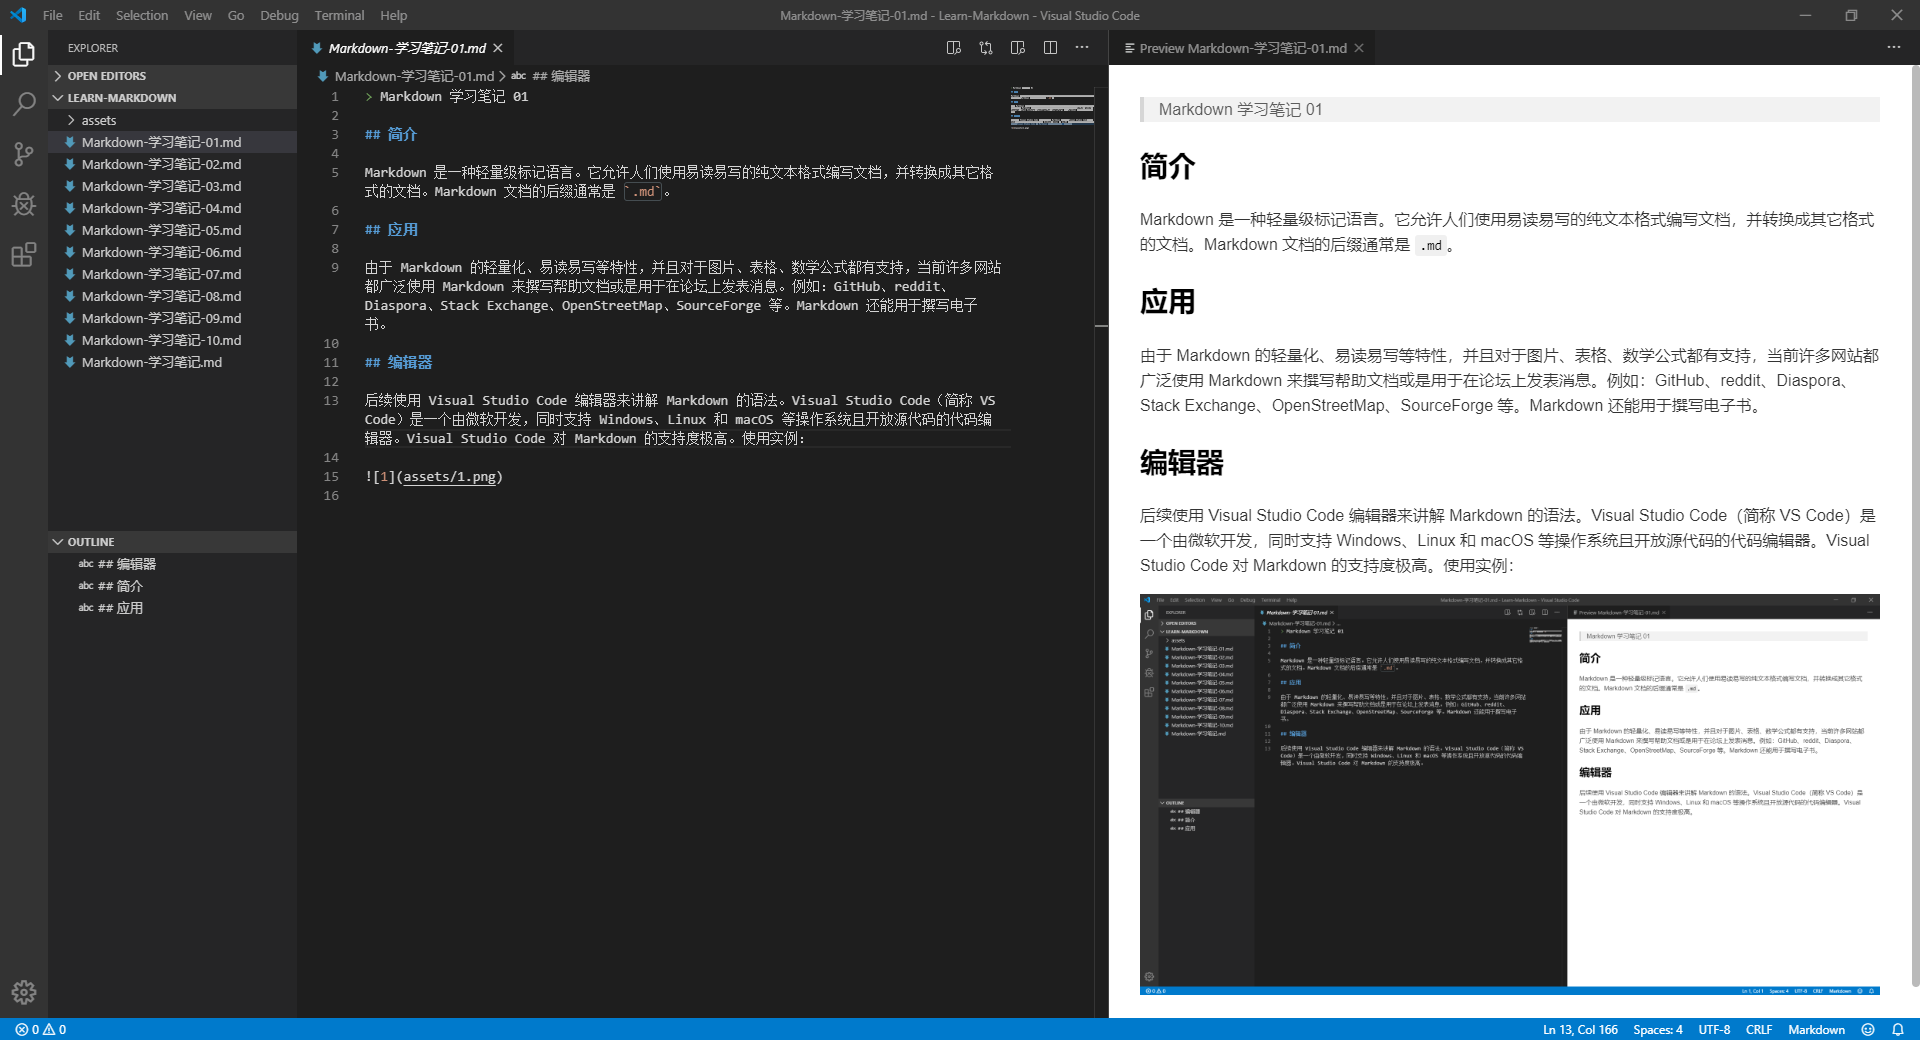 File Edit Selection View Go Debug Terminal Help
Markdown-学习笔记-01.md - Learn-Markdown - Visual Studio Code
EXPLORER
OPEN EDITORS
LEARN-MARKDOWN
assets
Markdown-学习笔记-01.md
Markdown-学习笔记-02.md
Markdown-学习笔记-03.md
Markdown-学习笔记-04.md
Markdown-学习笔记-05.md
Markdown-学习笔记-06.md
Markdown-学习笔记-07.md
Markdown-学习笔记-08.md
Markdown-学习笔记-09.md
Markdown-学习笔记-10.md
Markdown-学习笔记.md
OUTLINE
abc ## 编辑器
abc ## 简介
abc ## 应用
Markdown-学习笔记-01.md
Markdown-学习笔记-01.md > abc ## 编辑器
1 > Markdown 学习笔记 01
2
3 ## 简介
4
5 Markdown 是一种轻量级标记语言。它允许人们使用易读易写的纯文本格式编写文档，并转换成其它格
式的文档。Markdown 文档的后缀通常是 `.md`。
6
7 ## 应用
8
9 由于 Markdown 的轻量化、易读易写等特性，并且对于图片、表格、数学公式都有支持，当前许多网站
都广泛使用 Markdown 来撰写帮助文档或是用于在论坛上发表消息。例如：GitHub、reddit、
Diaspora、Stack Exchange、OpenStreetMap、SourceForge 等。Markdown 还能用于撰写电子
书。
10
11 ## 编辑器
12
13 后续使用 Visual Studio Code 编辑器来讲解 Markdown 的语法。Visual Studio Code（简称 VS
Code）是一个由微软开发，同时支持 Windows、Linux 和 macOS 等操作系统且开放源代码的代码编
辑器。Visual Studio Code 对 Markdown 的支持度极高。使用实例：
14
15 ![1](assets/1.png)
16
Preview Markdown-学习笔记-01.md
Markdown 学习笔记 01
简介
Markdown 是一种轻量级标记语言。它允许人们使用易读易写的纯文本格式编写文档，并转换成其它格式
的文档。Markdown 文档的后缀通常是 .md。
应用
由于 Markdown 的轻量化、易读易写等特性，并且对于图片、表格、数学公式都有支持，当前许多网站都
广泛使用 Markdown 来撰写帮助文档或是用于在论坛上发表消息。例如：GitHub、reddit、Diaspora、
Stack Exchange、OpenStreetMap、SourceForge 等。Markdown 还能用于撰写电子书。
编辑器
后续使用 Visual Studio Code 编辑器来讲解 Markdown 的语法。Visual Studio Code（简称 VS Code）是
一个由微软开发，同时支持 Windows、Linux 和 macOS 等操作系统且开放源代码的代码编辑器。Visual
Studio Code 对 Markdown 的支持度极高。使用实例：
Markdown 学习笔记 01
简介
应用
编辑器
0 0
Ln 13, Col 166 Spaces: 4 UTF-8 CRLF Markdown